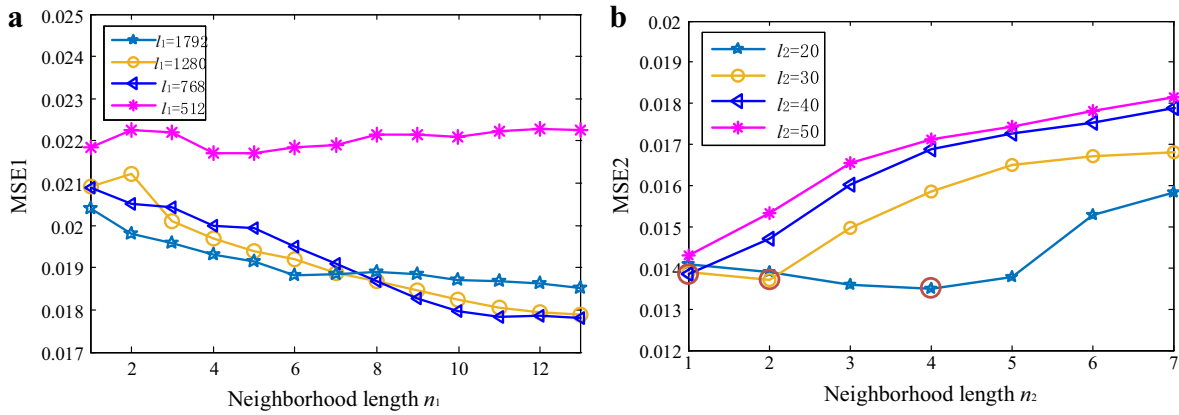 a
0.025
0.024
0.023
0.022
0.021
0.02
0.019
0.018
0.017
MSE1
l1=1792
l1=1280
l1=768
l1=512
2
4
6
8
10
12
Neighborhood length n1
b
0.02
0.019
0.018
0.017
0.016
0.015
0.014
0.013
0.012
MSE2
l2=20
l2=30
l2=40
l2=50
1
2
3
4
5
6
7
Neighborhood length n2